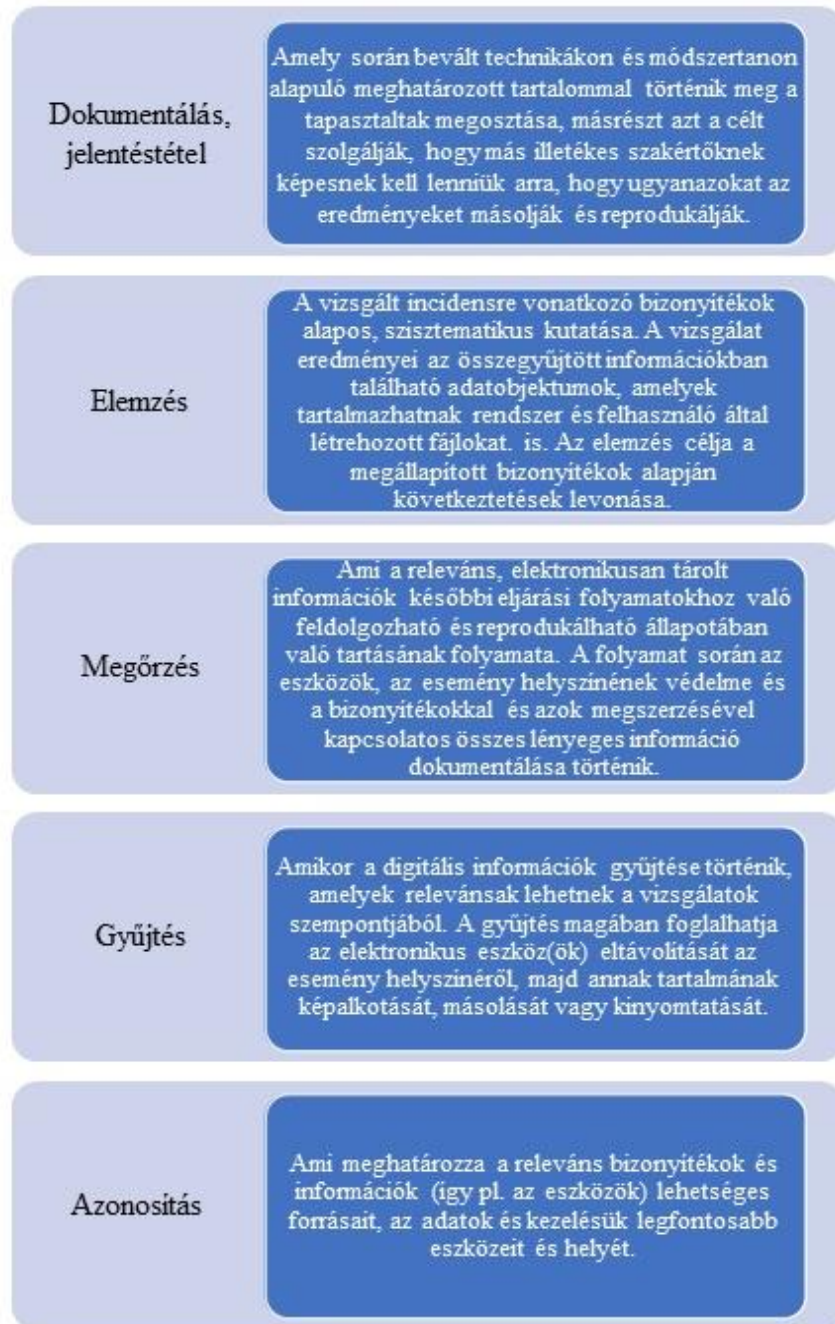 Dokumentálás,
jelentéstétel
Amely során bevált technikákon és módszertanon
alapuló meghatározott tartalommal történik meg a
tapasztaltak megosztása, másrészt azt a célt
szolgálják, hogy más illetékes szakértőknek
képesnek kell lenniük arra, hogy ugyanazokat az
eredményeket másolják és reprodukálják.
Elemzés
A vizsgált incidensre vonatkozó bizonyítékok
alapos, szisztematikus kutatása. A vizsgálat
eredményei az összegyűjtött információkban
található adatobjektumok, amelyek
tartalmazhatnak rendszer és felhasználó által
létrehozott fájlokat. is. Az elemzés célja a
megállapított bizonyítékok alapján
következtetések levonása.
Megőrzés
Ami a releváns, elektronikusan tárolt
információk későbbi eljárási folyamatokhoz való
feldolgozható és reprodukálható állapotában
való tartásának folyamata. A folyamat során az
eszközök, az esemény helyszínének védelme és
a bizonyítékokkal és azok megszerzésével
kapcsolatos összes lényeges információ
dokumentálása történik.
Gyűjtés
Amikor a digitális információk gyűjtése történik,
amelyek relevánsak lehetnek a vizsgálatok
szempontjából. A gyűjtés magában foglalhatja
az elektronikus eszköz(ök) eltávolítását az
esemény helyszínéről, majd annak tartalmának
képalkotását, másolását vagy kinyomtatását.
Azonosítás
Ami meghatározza a releváns bizonyítékok és
információk (így pl. az eszközök) lehetséges
forrásait, az adatok és kezelésük legfontosabb
eszközeit és helyét.